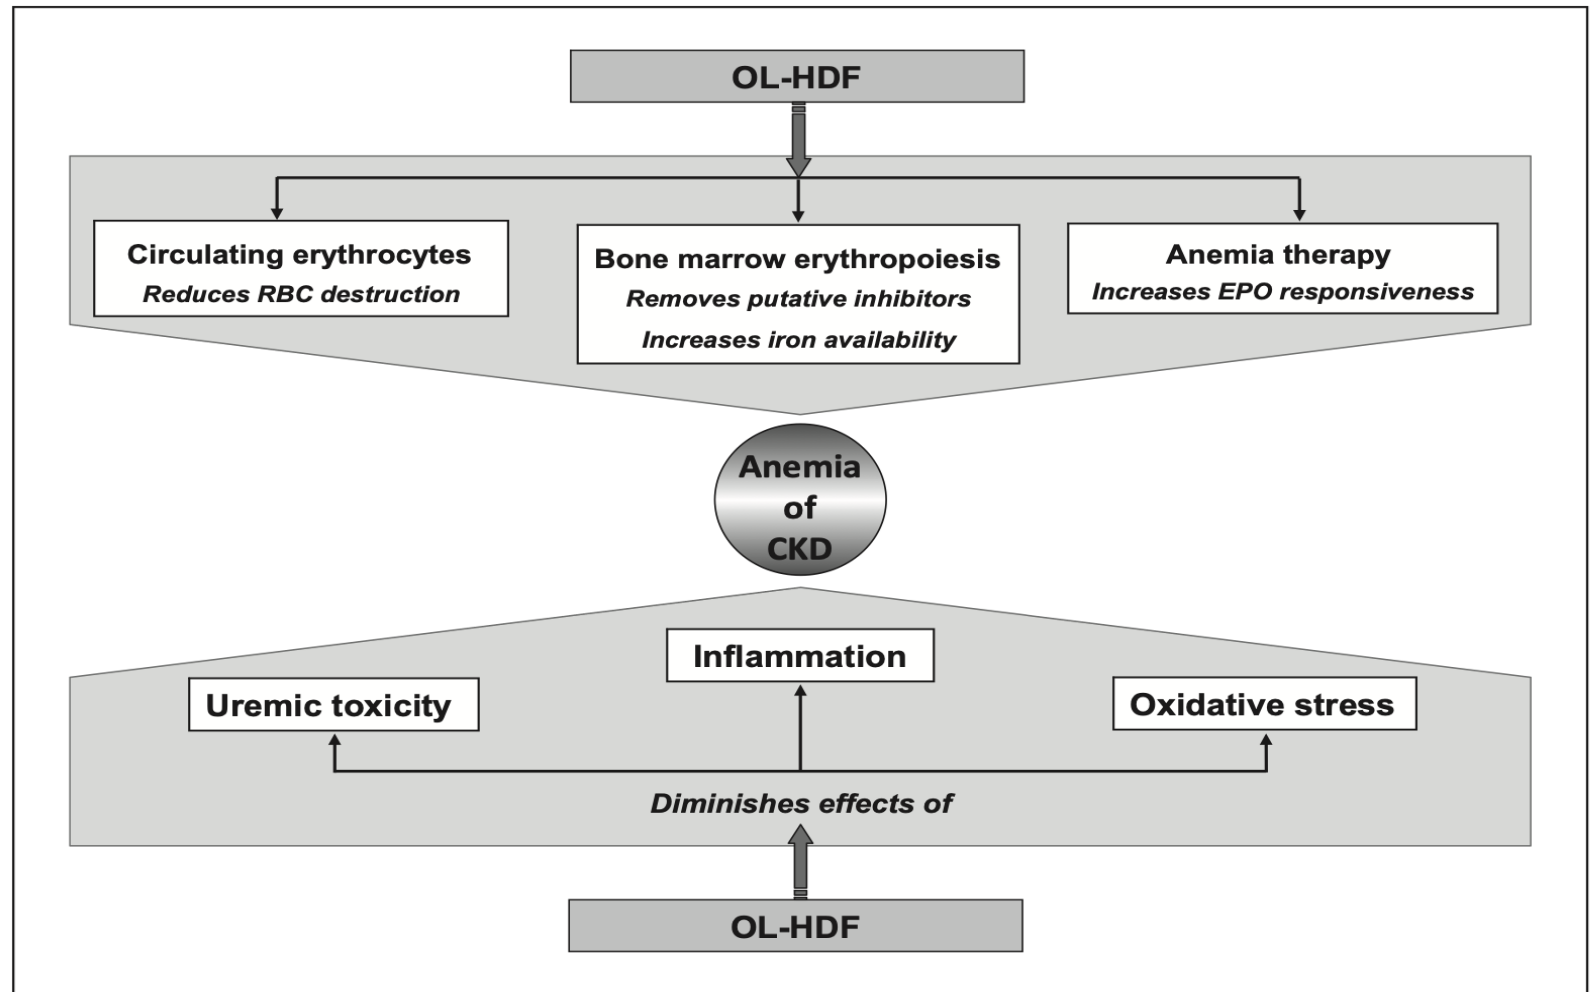 OL-HDF
Circulating erythrocytes
Reduces RBC destruction
Bone marrow erythropoiesis
Removes putative inhibitors
Increases iron availability
Anemia therapy
Increases EPO responsiveness
Anemia
of
CKD
Inflammation
Uremic toxicity
Oxidative stress
Diminishes effects of
OL-HDF